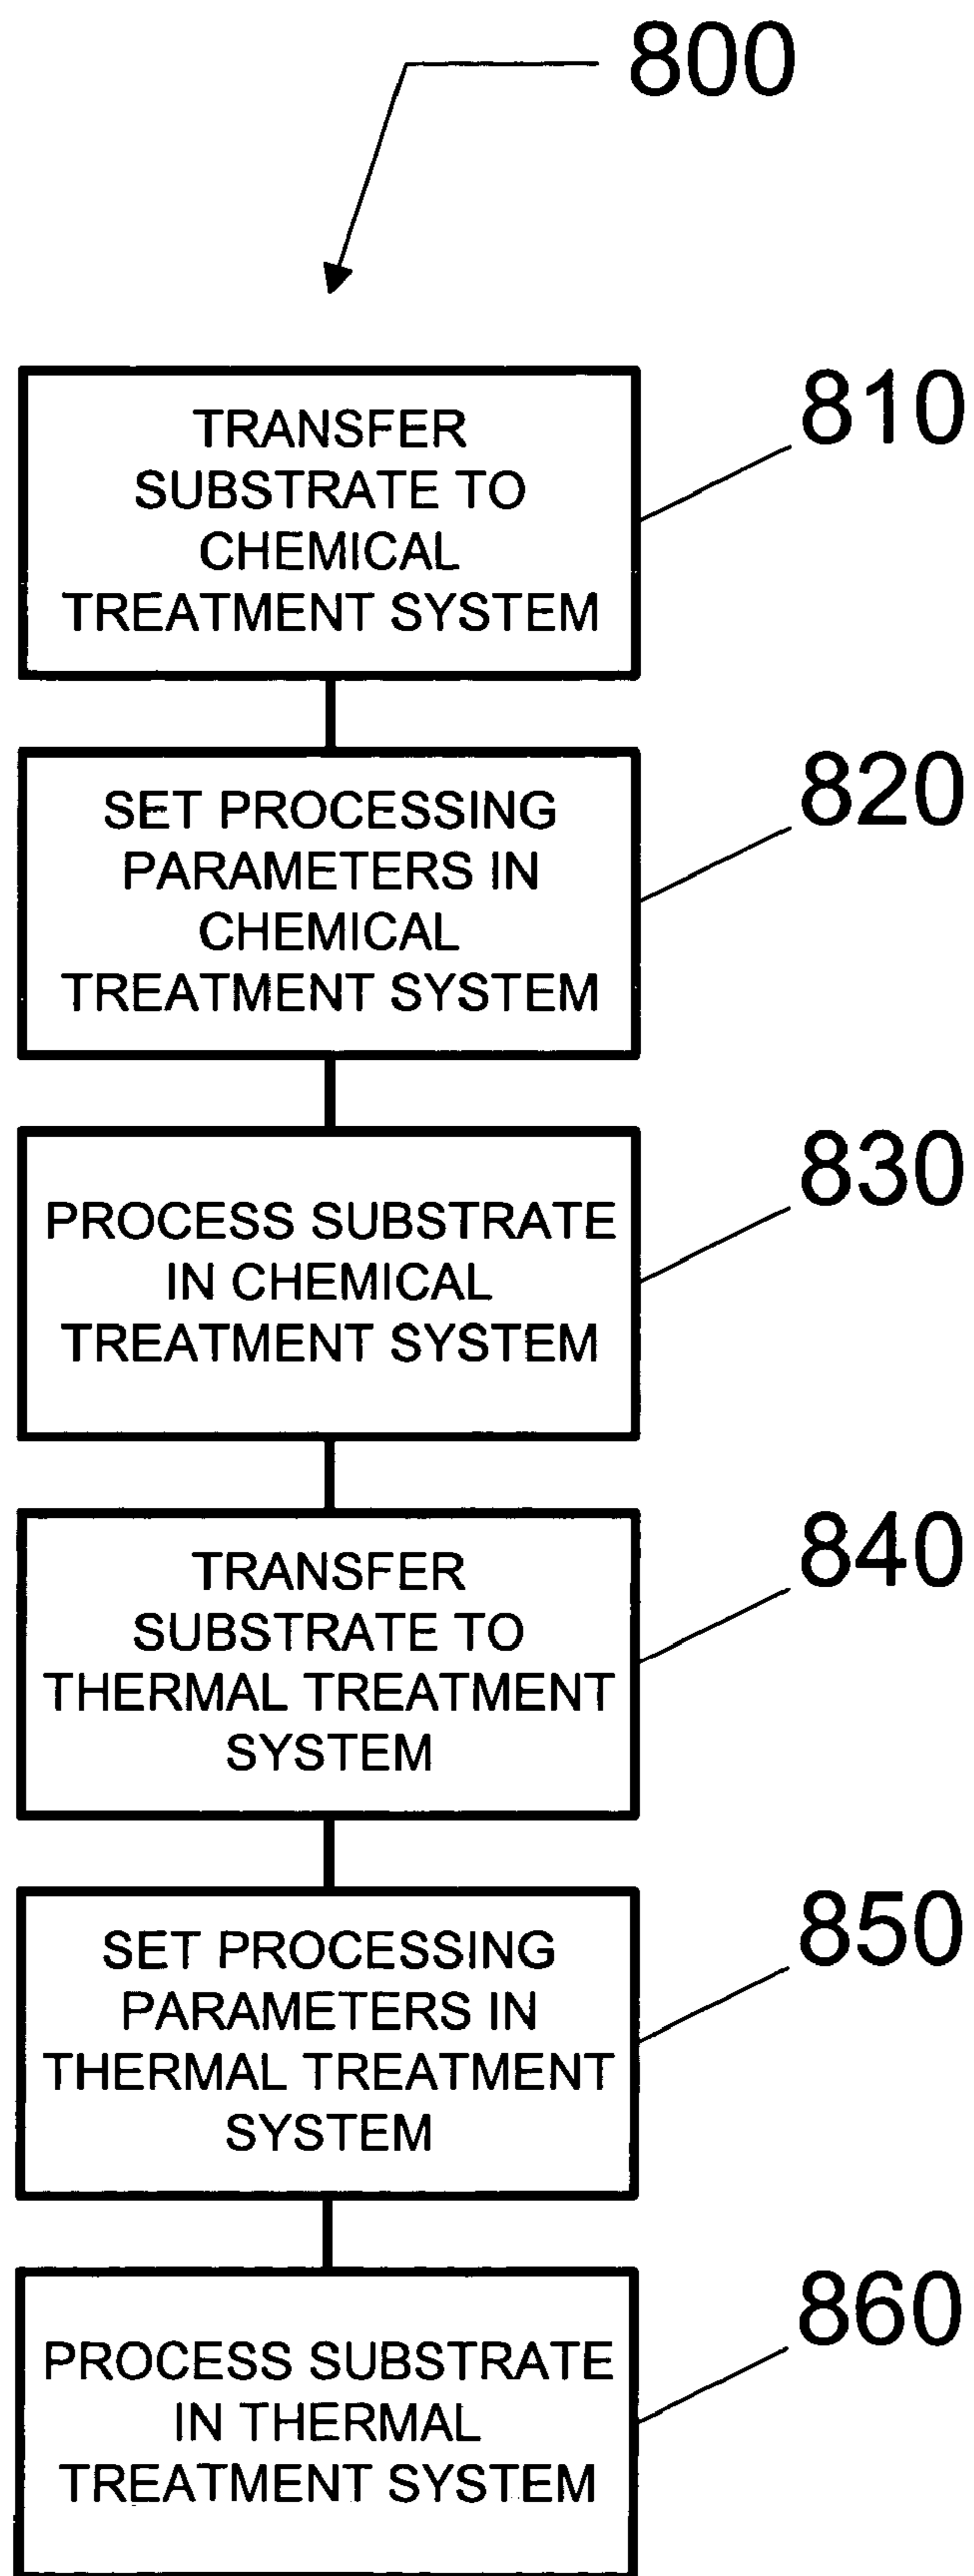 800
810
TRANSFER
SUBSTRATE TO
CHEMICAL
TREATMENT SYSTEM
820
SET PROCESSING
PARAMETERS IN
CHEMICAL
TREATMENT SYSTEM
830
PROCESS SUBSTRATE
IN CHEMICAL
TREATMENT SYSTEM
840
TRANSFER
SUBSTRATE TO
THERMAL TREATMENT
SYSTEM
850
SET PROCESSING
PARAMETERS IN
THERMAL TREATMENT
SYSTEM
860
PROCESS SUBSTRATE
IN THERMAL
TREATMENT SYSTEM